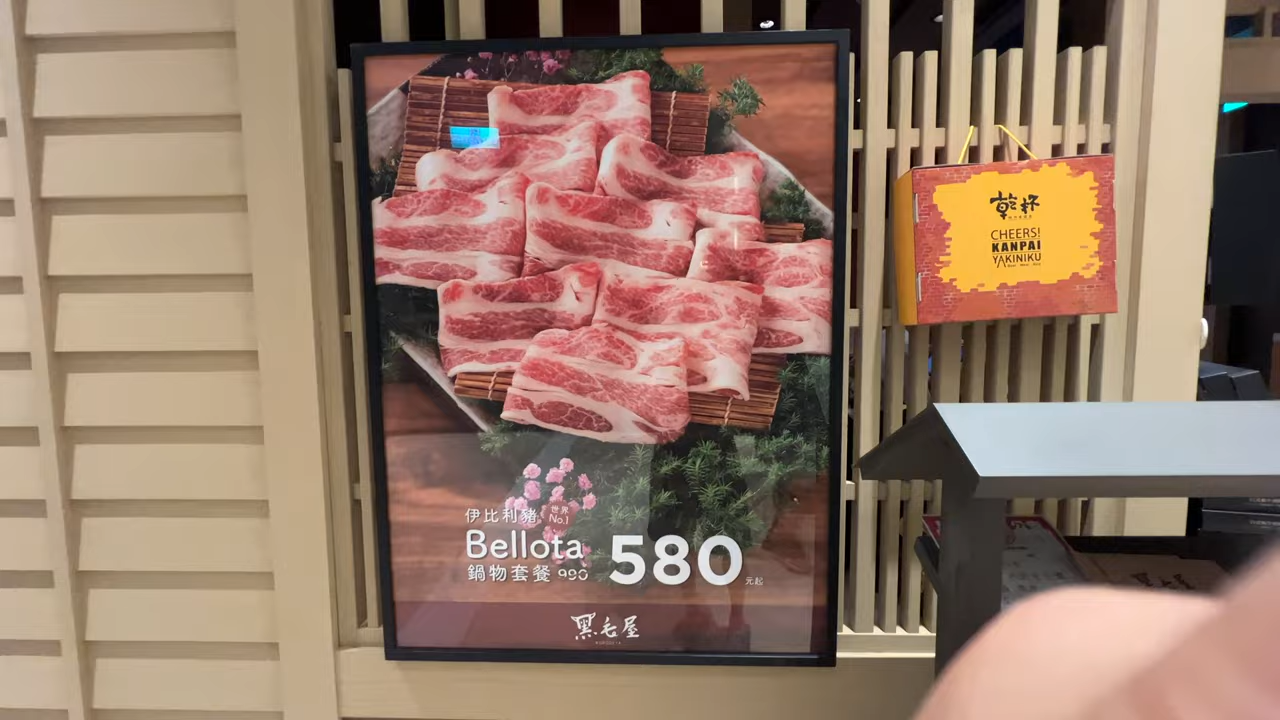 伊比利豬 世界 No.1
Bellota
鍋物套餐 990 580 元起
黑毛屋
乾杯
CHEERS!
KANPAI
YAKINIKU